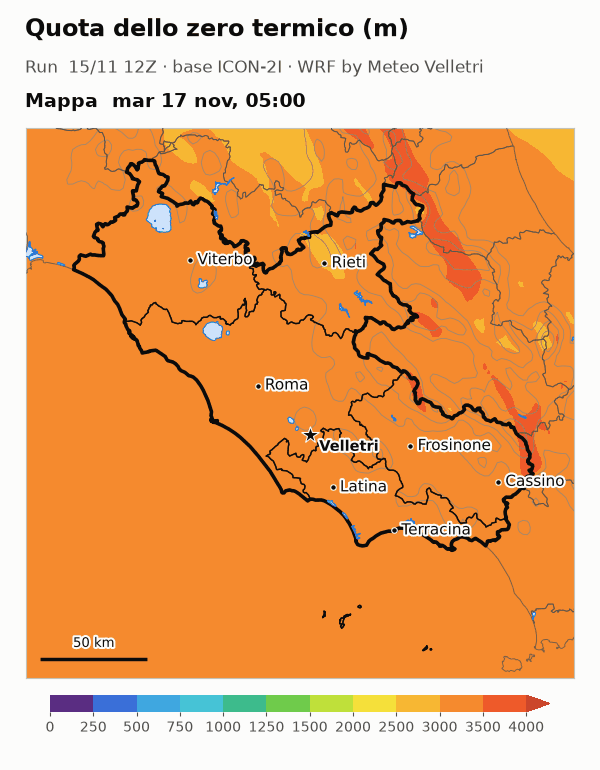 Quota dello zero termico (m)
Run  15/11 12Z · base ICON-2I · WRF by Meteo Velletri
Mappa  mar 17 nov, 05:00
Viterbo
Rieti
Roma
Velletri
Frosinone
Cassino
Latina
Terracina
50 km
0 250 500 750 1000 1250 1500 2000 2500 3000 3500 4000